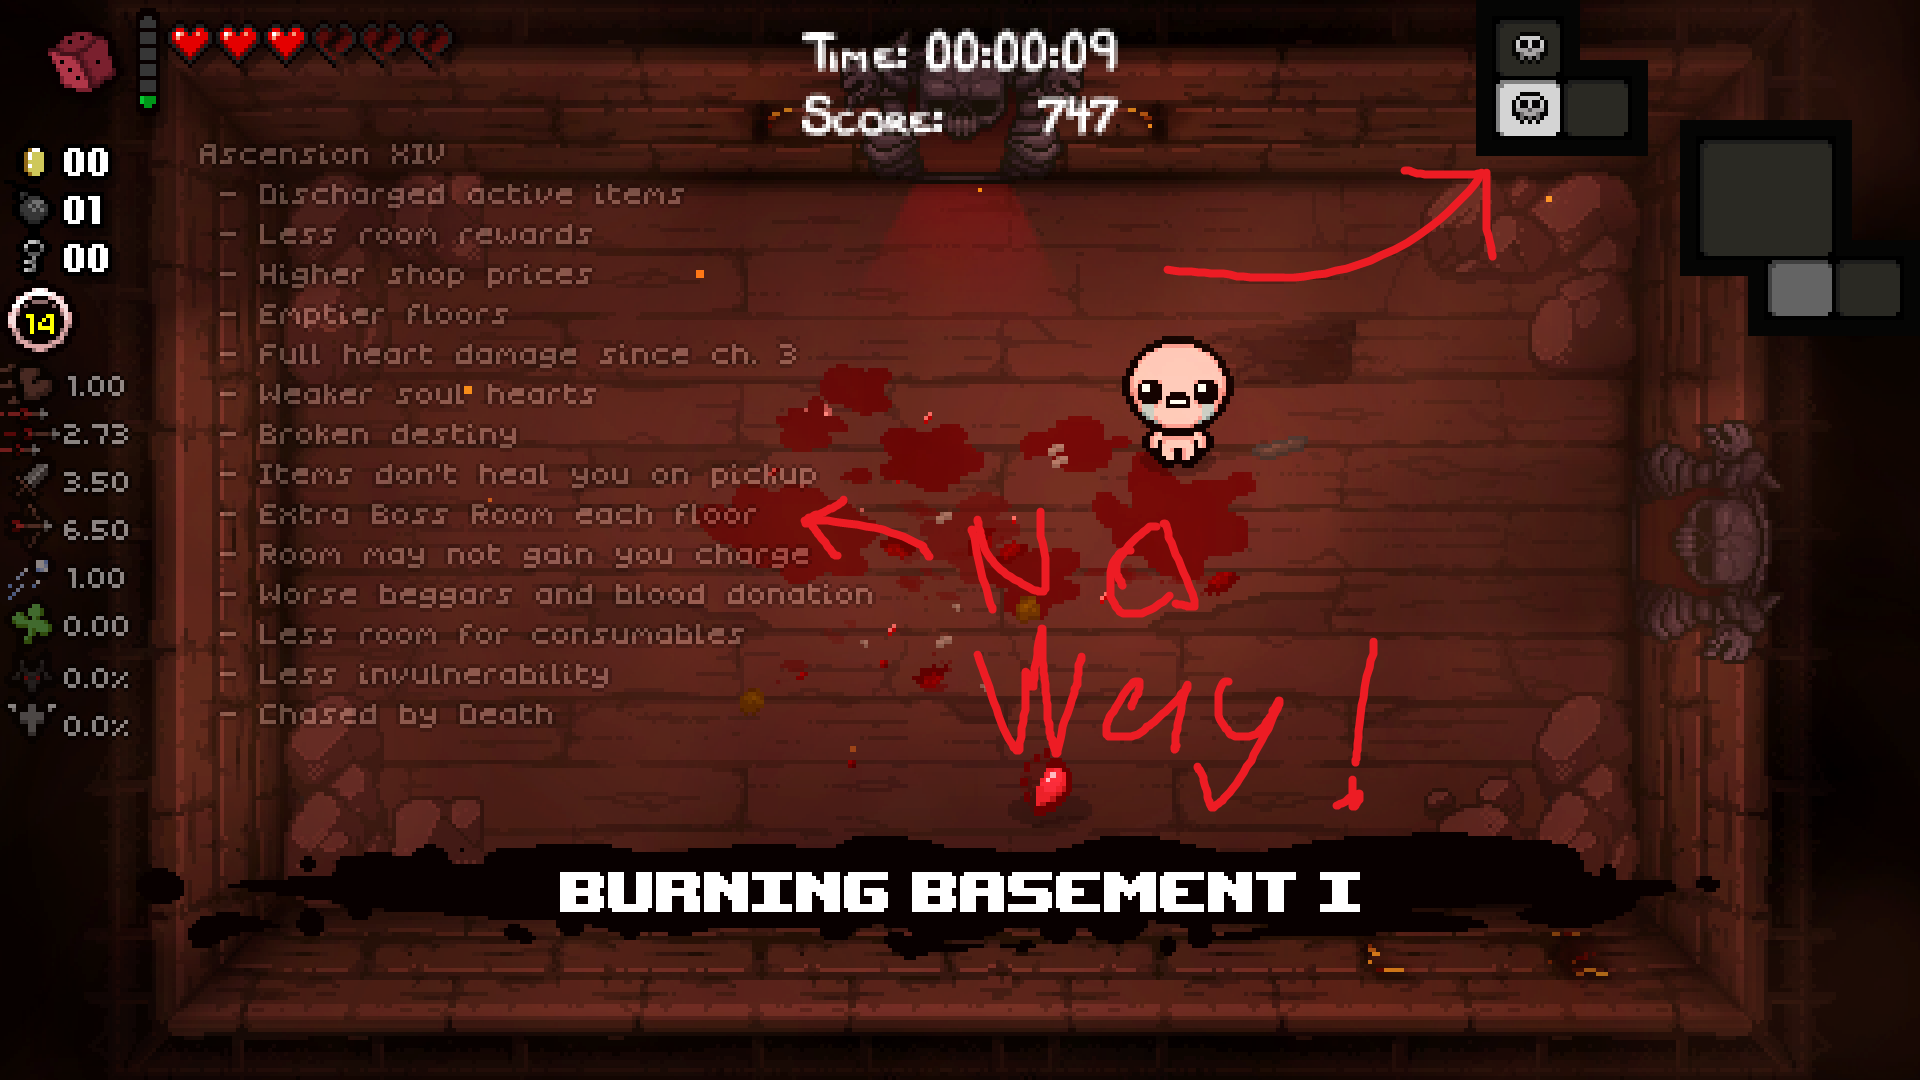 Time: 00:00:09
Score: 747
00
01
00
14
1.00
2.73
3.50
6.50
1.00
0.00
0.0%
0.0%
Ascension XIV
- Discharged active items
- Less room rewards
- Higher shop prices
- Emptier floors
- Full heart damage since ch. 3
- Weaker soul hearts
- Broken destiny
- Items don't heal you on pickup
- Extra Boss Room each floor
- Room may not gain you charge
- Worse beggars and blood donation
- Less room for consumables
- Less invulnerability
- Chased by Death
No
Way!
BURNING BASEMENT I